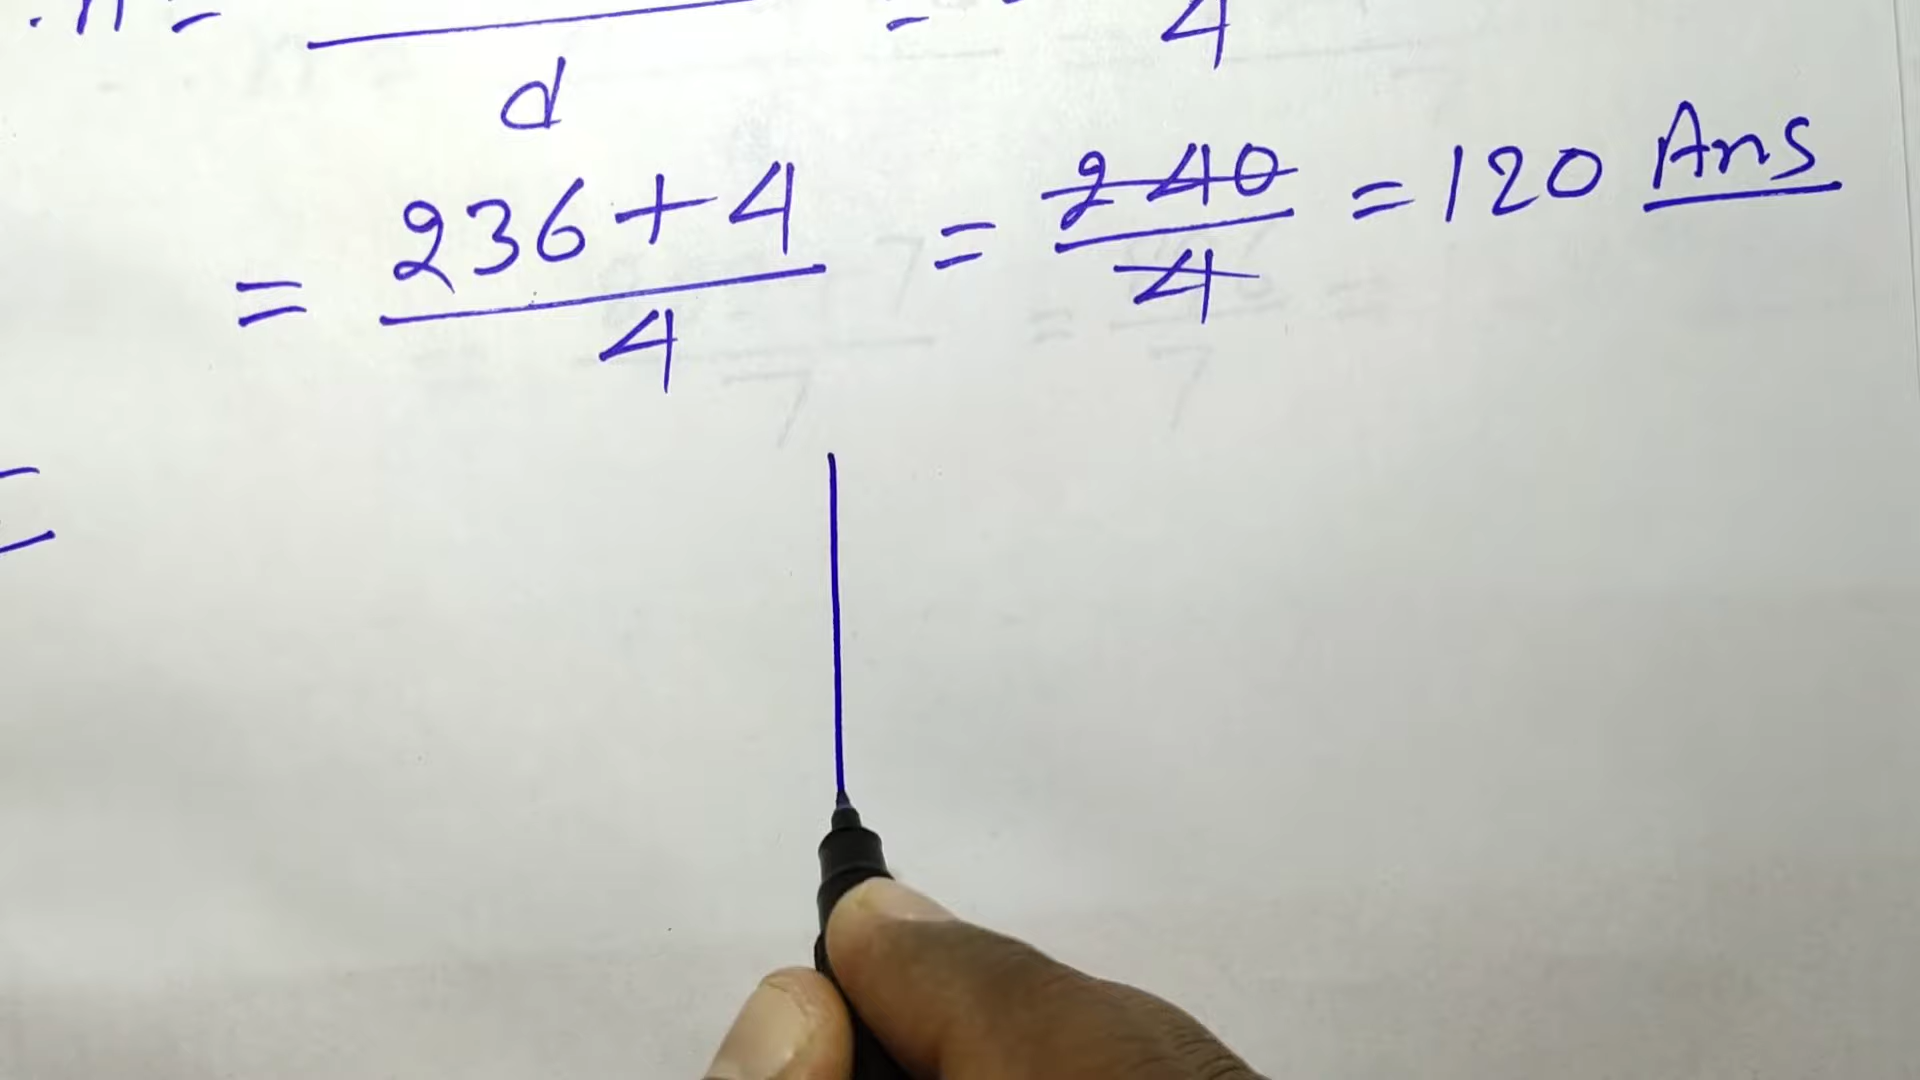 n =
d
=
4
236 + 4
=
240
= 120 Ans
=
4
4
=